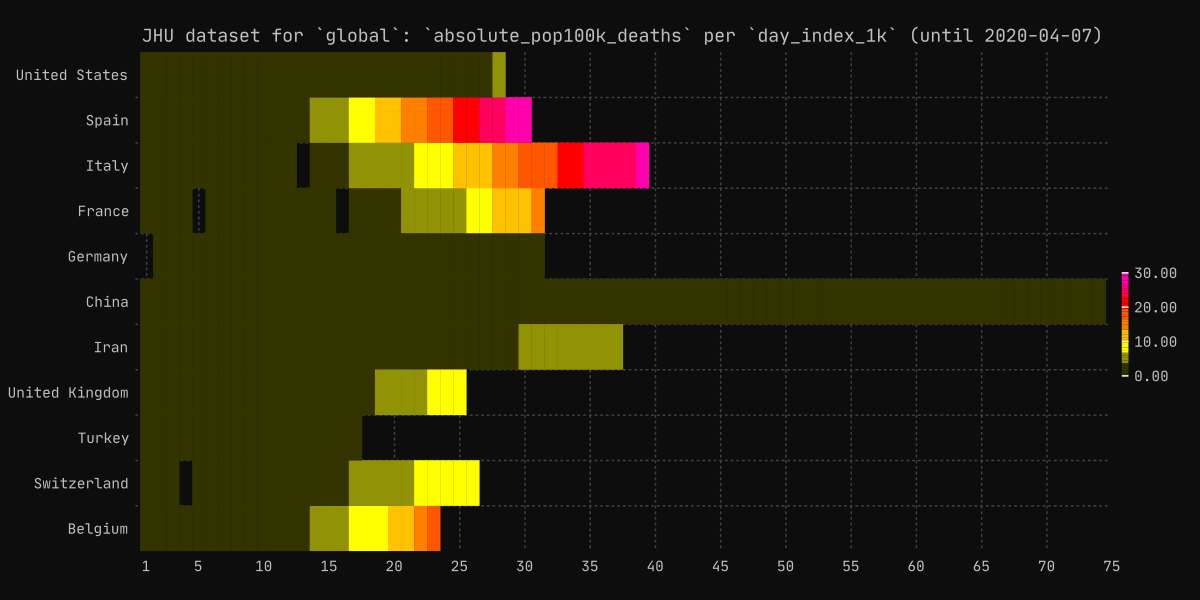 JHU dataset for `global`: `absolute_pop100k_deaths` per `day_index_1k` (until 2020-04-07)
United States
Spain
Italy
France
Germany
China
Iran
United Kingdom
Turkey
Switzerland
Belgium
30.00
20.00
10.00
0.00
1 5 10 15 20 25 30 35 40 45 50 55 60 65 70 75